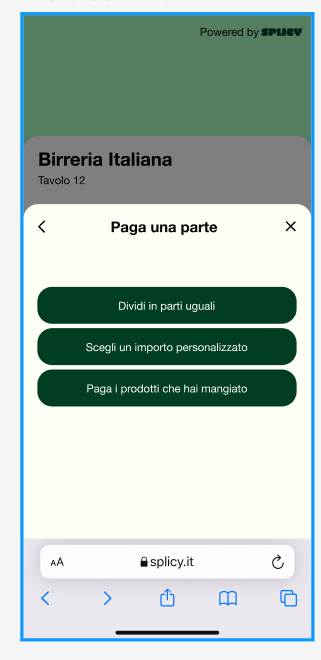 Powered by SPLICY
Birreria Italiana
Tavolo 12
Paga una parte
Dividi in parti uguali
Scegli un importo personalizzato
Paga i prodotti che hai mangiato
AA splicy.it